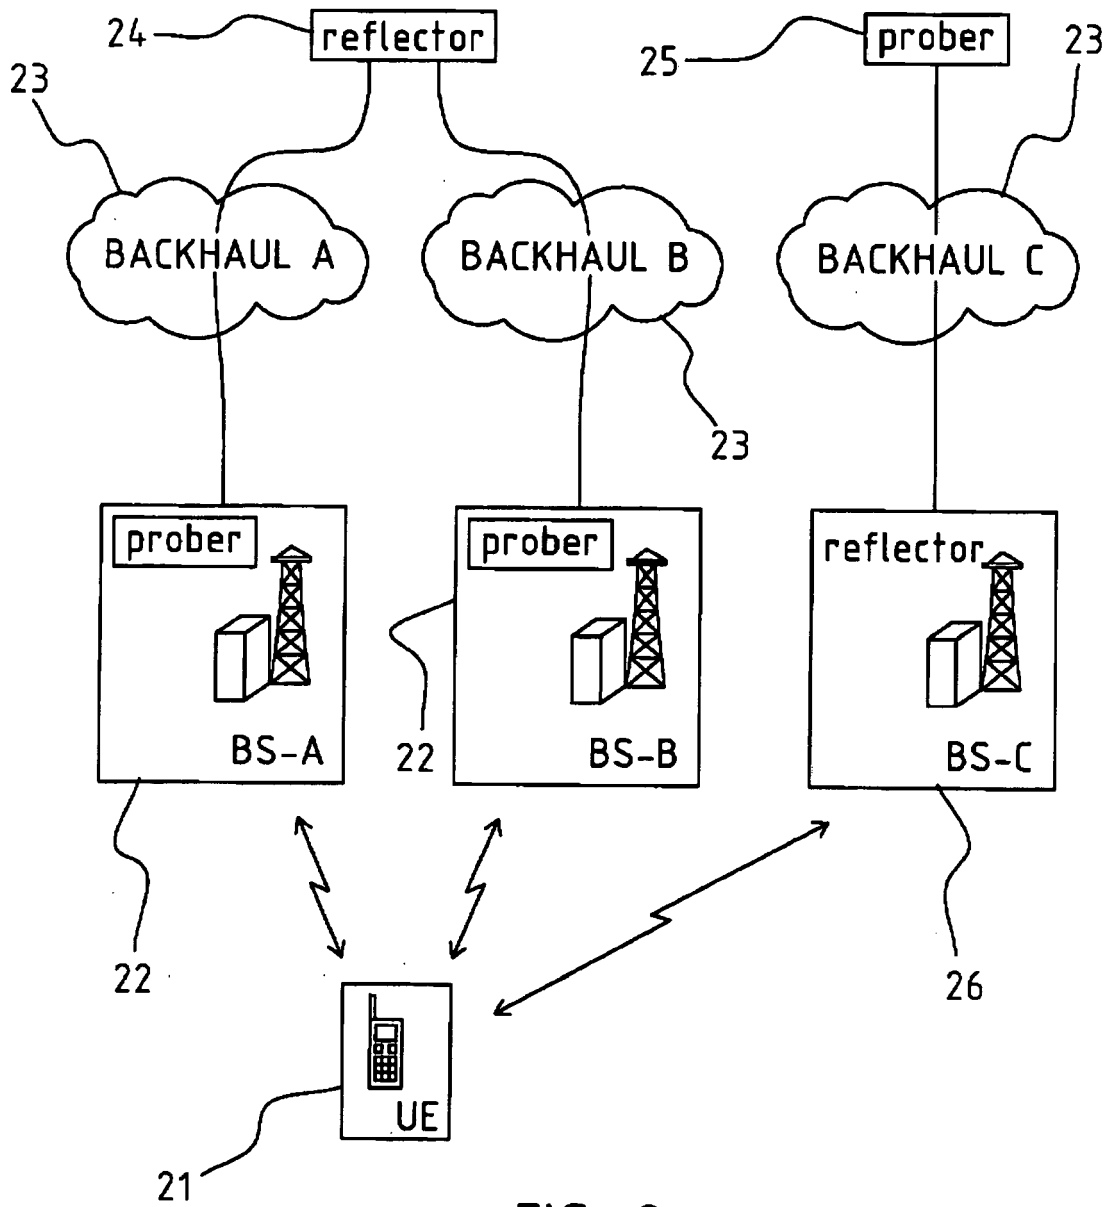 24
reflector
25
prober
23
23
BACKHAUL A
BACKHAUL B
BACKHAUL C
23
prober
prober
reflector
BS-A
22
BS-B
BS-C
22
26
UE
21